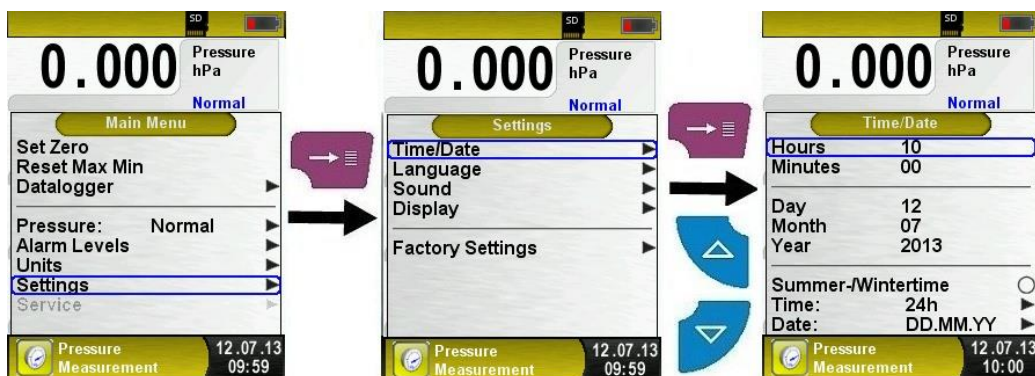 SD
0.000
Pressure
hPa
Normal
Main Menu
Set Zero
Reset Max Min
Datalogger
Pressure: Normal
Alarm Levels
Units
Settings
Service
Pressure
Measurement
12.07.13
09:59
SD
0.000
Pressure
hPa
Normal
Settings
Time/Date
Language
Sound
Display
Factory Settings
Pressure
Measurement
12.07.13
09:59
SD
0.000
Pressure
hPa
Normal
Time/Date
Hours 10
Minutes 00
Day 12
Month 07
Year 2013
Summer-/Wintertime
Time: 24h
Date: DD.MM.YY
Pressure
Measurement
12.07.13
10:00